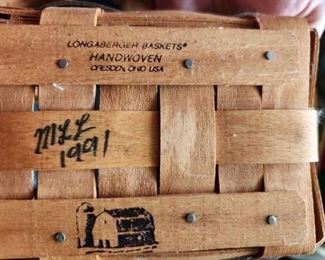 LONGABERGER BASKETS®
HANDWOVEN
DRESDEN, OHIO USA
MLL
1991